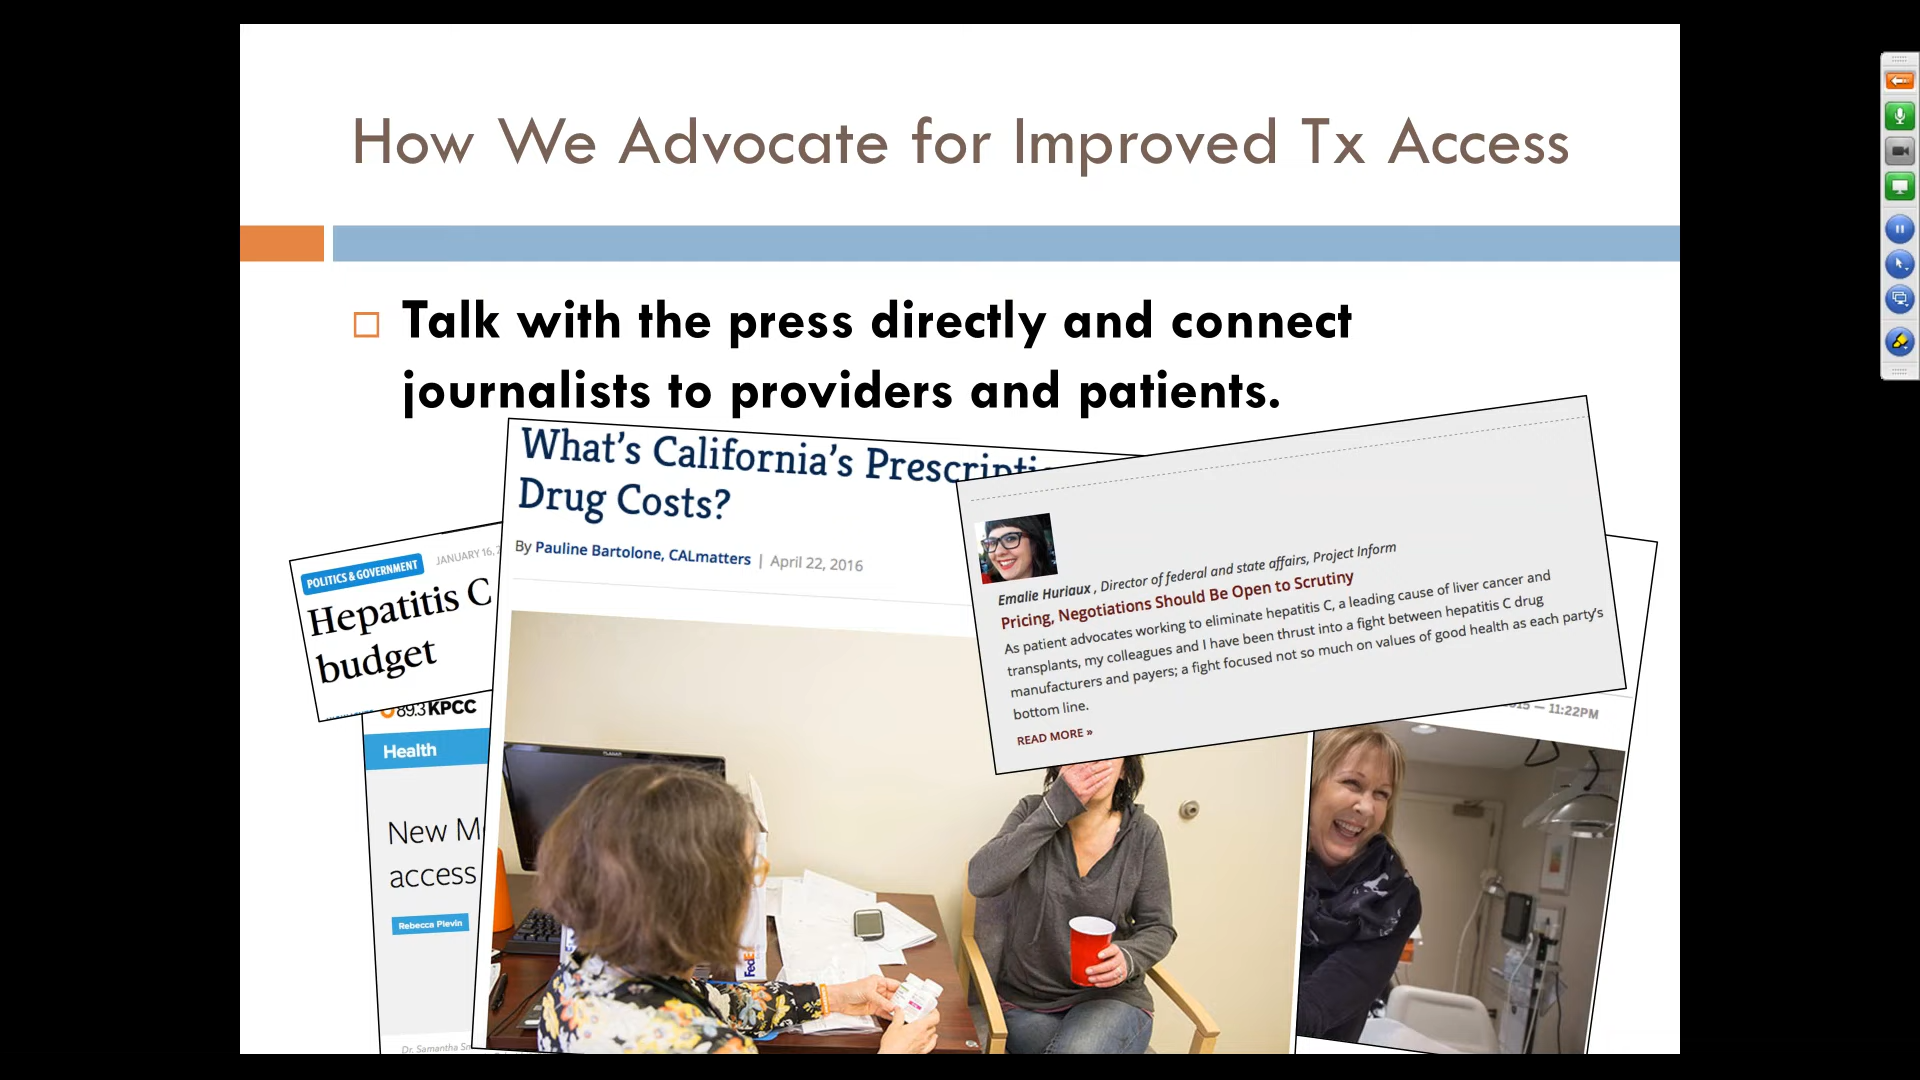 How We Advocate for Improved Tx Access
Talk with the press directly and connect
journalists to providers and patients.
What's California's
Drug Costs?
By Pauline Bartolone, CALmatters | April 22, 2016
POLITICS & GOVERNMENT JANUARY 16,
Hepatitis C
budget
89.3 KPCC
Health
New
access
Rebecca Plevin
Dr. Samantha
Emalie Huriaux , Director of federal and state affairs, Project Inform
Pricing, Negotiations Should Be Open to Scrutiny
As patient advocates working to eliminate hepatitis C, a leading cause of liver cancer and
transplants, my colleagues and I have been thrust into a fight between hepatitis C drug
manufacturers and payers; a fight focused not so much on values of good health as each party's
bottom line.
READ MORE »
— 11:22PM
FedE